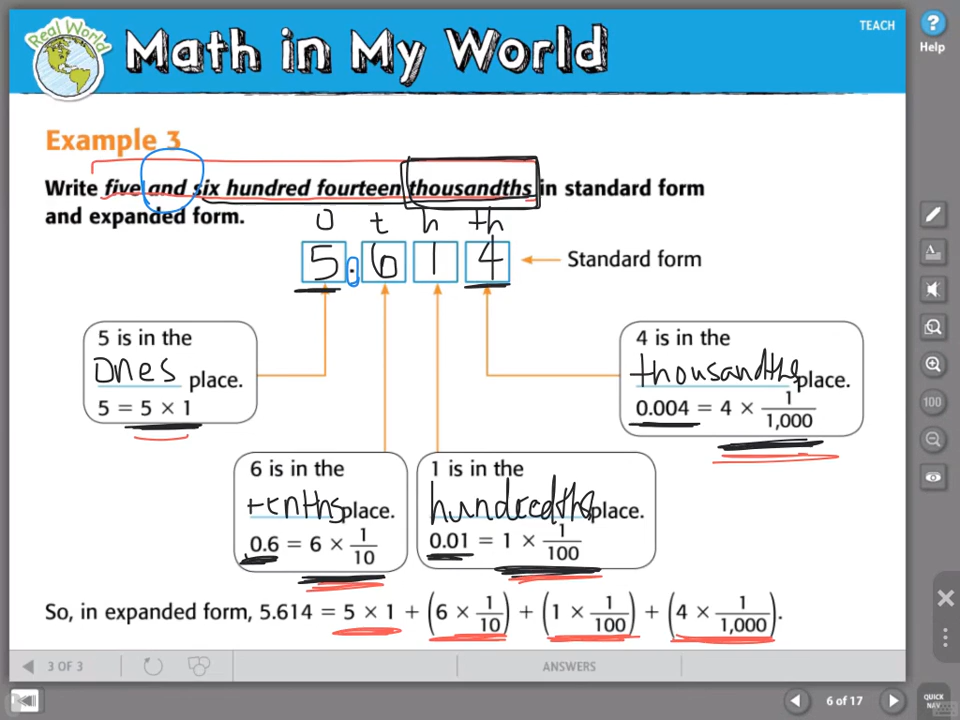 TEACH
Help
Real World
Math in My World
Example 3
Write five and six hundred fourteen thousandths in standard form
and expanded form.
o t h th
5.614 Standard form
5 is in the
ones place.
5 = 5 × 1
4 is in the
thousandths place.
0.004 = 4 × 1/1,000
6 is in the
tenths place.
0.6 = 6 × 1/10
1 is in the
hundredths place.
0.01 = 1 × 1/100
So, in expanded form, 5.614 = 5 × 1 + (6 × 1/10) + (1 × 1/100) + (4 × 1/1,000).
100
3 OF 3
ANSWERS
6 of 17
QUICK
NAV